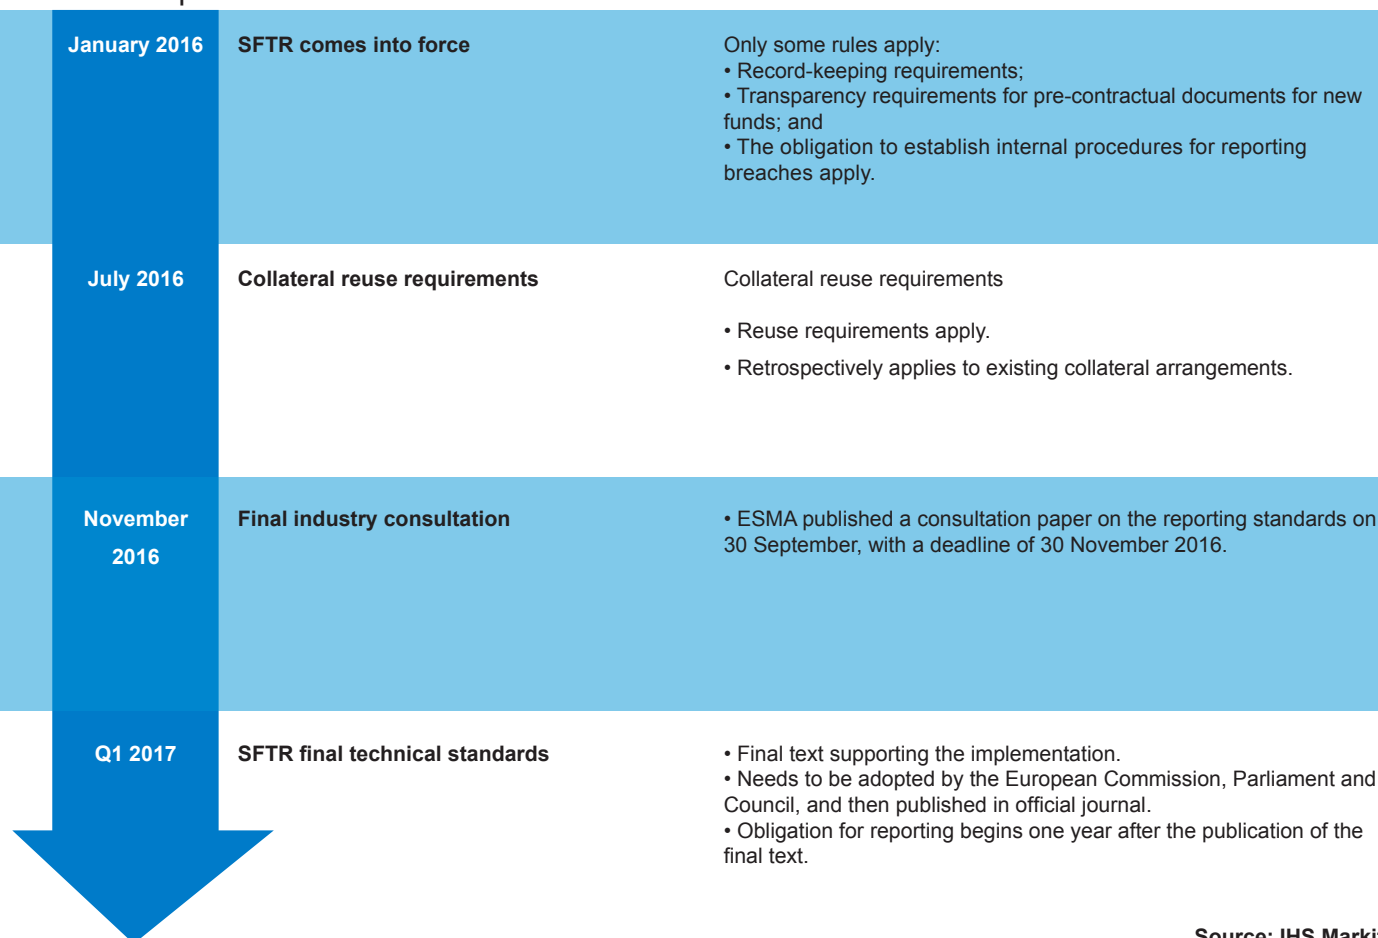 January 2016
SFTR comes into force
Only some rules apply:
• Record-keeping requirements;
• Transparency requirements for pre-contractual documents for new
funds; and
• The obligation to establish internal procedures for reporting
breaches apply.
July 2016
Collateral reuse requirements
Collateral reuse requirements
• Reuse requirements apply.
• Retrospectively applies to existing collateral arrangements.
November
2016
Final industry consultation
• ESMA published a consultation paper on the reporting standards on
30 September, with a deadline of 30 November 2016.
Q1 2017
SFTR final technical standards
• Final text supporting the implementation.
• Needs to be adopted by the European Commission, Parliament and
Council, and then published in official journal.
• Obligation for reporting begins one year after the publication of the
final text.
Source: IHS Markit